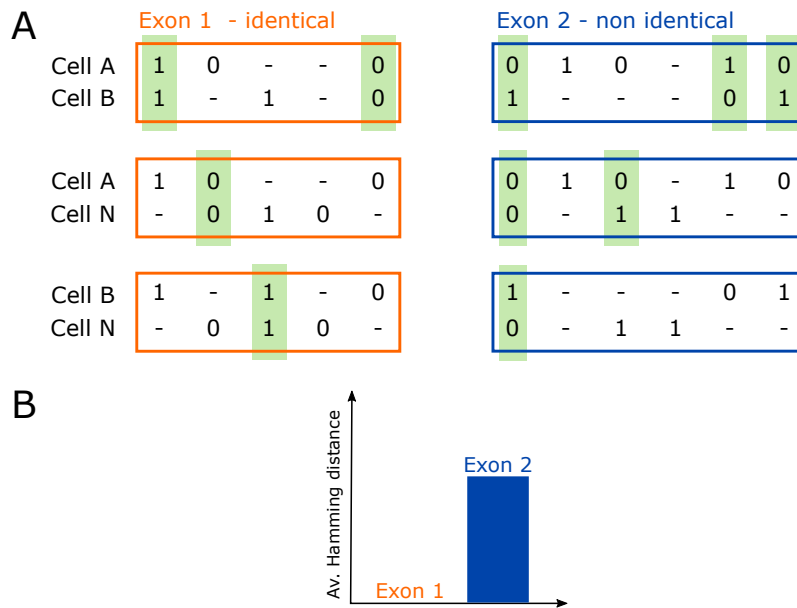 A
Exon 1 - identical
Exon 2 - non identical
Cell A 1 0 - - 0 0 1 0 - 1 0
Cell B 1 - 1 - 0 1 - - - 0 1
Cell A 1 0 - - 0 0 1 0 - 1 0
Cell N - 0 1 0 - 0 - 1 1 - -
Cell B 1 - 1 - 0 1 - - - 0 1
Cell N - 0 1 0 - 0 - 1 1 - -
B
Av. Hamming distance
Exon 2
Exon 1